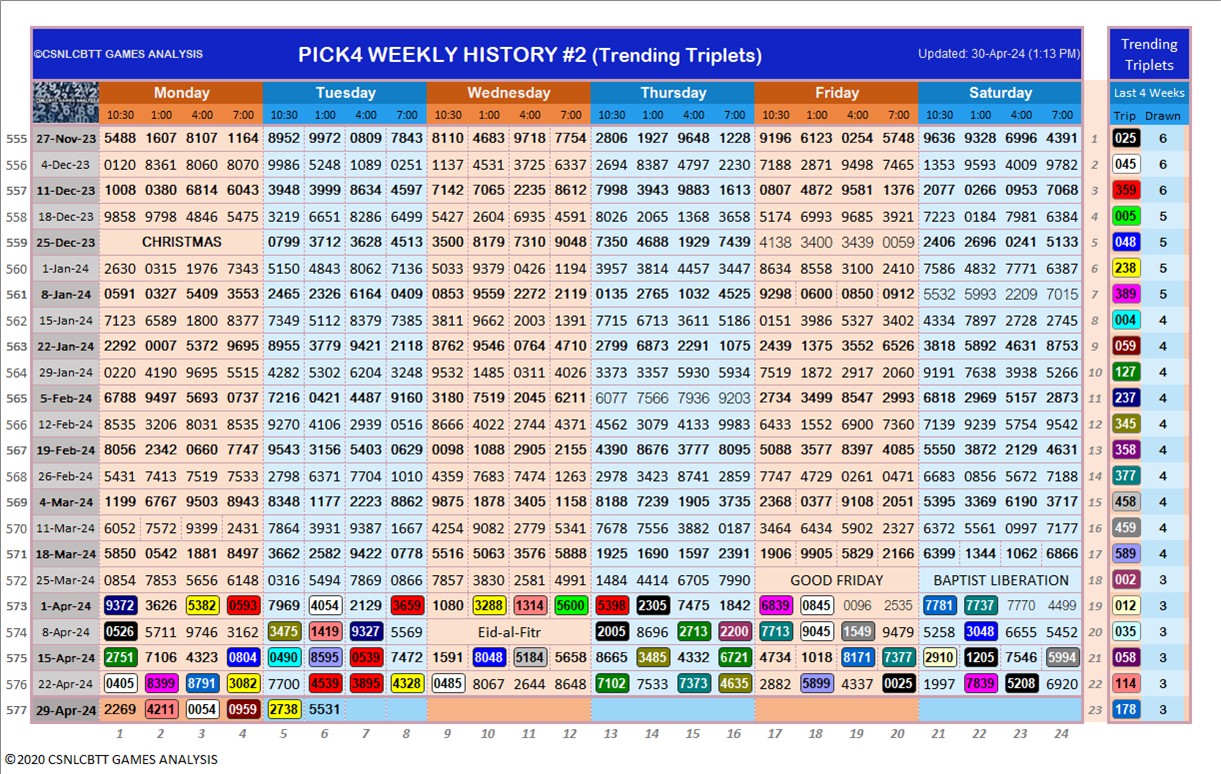 ©CSNLCBTT GAMES ANALYSIS PICK4 WEEKLY HISTORY #2 (Trending Triplets) Updated: 30-Apr-24 (1:13 PM) Trending Triplets
Monday Tuesday Wednesday Thursday Friday Saturday Last 4 Weeks
10:30 1:00 4:00 7:00 10:30 1:00 4:00 7:00 10:30 1:00 4:00 7:00 10:30 1:00 4:00 7:00 10:30 1:00 4:00 7:00 10:30 1:00 4:00 7:00 Trip Drawn
555 27-Nov-23 5488 1607 8107 1164 8952 9972 0809 7843 8110 4683 9718 7754 2806 1927 9648 1228 9196 6123 0254 5748 9636 9328 6996 4391 1 025 6
556 4-Dec-23 0120 8361 8060 8070 9986 5248 1089 0251 1137 4531 3725 6337 2694 8387 4797 2230 7188 2871 9498 7465 1353 9593 4009 9782 2 045 6
557 11-Dec-23 1008 0380 6814 6043 3948 3999 8634 4597 7142 7065 2235 8612 7998 3943 9883 1613 0807 4872 9581 1376 2077 0266 0953 7068 3 359 6
558 18-Dec-23 9858 9798 4846 5475 3219 6651 8286 6499 5427 2604 6935 4591 8026 2065 1368 3658 5174 6993 9685 3921 7223 0184 7981 6384 4 005 5
559 25-Dec-23 CHRISTMAS 0799 3712 3628 4513 3500 8179 7310 9048 7350 4688 1929 7439 4138 3400 3439 0059 2406 2696 0241 5133 5 048 5
560 1-Jan-24 2630 0315 1976 7343 5150 4843 8062 7136 5033 9379 0426 1194 3957 3814 4457 3447 8634 8558 3100 2410 7586 4832 7771 6387 6 238 5
561 8-Jan-24 0591 0327 5409 3553 2465 2326 6164 0409 0853 9559 2272 2119 0135 2765 1032 4525 9298 0600 0850 0912 5532 5993 2209 7015 7 389 5
562 15-Jan-24 7123 6589 1800 8377 7349 5112 8379 7385 3811 9662 2003 1391 7715 6713 3611 5186 0151 3986 5327 3402 4334 7897 2728 2745 8 004 4
563 22-Jan-24 2292 0007 5372 9695 8955 3779 9421 2118 8762 9546 0764 4710 2799 6873 2291 1075 2439 1375 3552 6526 3818 5892 4631 8753 9 059 4
564 29-Jan-24 0220 4190 9695 5515 4282 5302 6204 3248 9532 1485 0311 4026 3373 3357 5930 5934 7519 1872 2917 2060 9191 7638 3938 5266 10 127 4
565 5-Feb-24 6788 9497 5693 0737 7216 0421 4487 9160 3180 7519 2045 6211 6077 7566 7936 9203 2734 3499 8547 2993 6818 2969 5157 2873 11 237 4
566 12-Feb-24 8535 3206 8031 8535 9270 4106 2939 0516 8666 4022 2744 4371 4562 3079 4133 9983 6433 1552 6900 7360 7139 9239 5754 9542 12 345 4
567 19-Feb-24 8056 2342 0660 7747 9543 3156 5403 0629 0098 1088 2905 2155 4390 8676 3777 8095 5088 3577 8397 4085 5550 3872 2129 4631 13 358 4
568 26-Feb-24 5431 7413 7519 7533 2798 6371 7704 1010 4359 7683 7474 1263 2978 3423 3741 2859 7747 4729 0261 0471 6683 0856 5672 7188 14 377 4
569 4-Mar-24 1199 6767 9503 8943 8348 1177 2223 8862 9875 1878 3405 1158 8188 7239 1905 3735 2368 0377 9108 2051 5395 3369 6190 3717 15 458 4
570 11-Mar-24 6052 7572 9399 2431 7864 3931 9387 1667 4254 9082 2779 5341 7678 7556 3882 0187 3464 6434 5902 2327 6372 5561 0997 7177 16 459 4
571 18-Mar-24 5850 0542 1881 8497 3662 2582 9422 0778 5516 5063 3576 5888 1925 1690 1597 2391 1906 9905 5829 2166 6399 1344 1062 6866 17 589 4
572 25-Mar-24 0854 7853 5656 6148 0316 5494 7869 0866 7857 3830 2581 4991 1484 4414 6705 7990 GOOD FRIDAY BAPTIST LIBERATION 18 002 3
573 1-Apr-24 9372 3626 5382 0593 7969 4054 2129 3659 1080 3288 1314 5600 5398 2305 7475 1842 6839 0845 0096 2535 7781 7737 7770 4499 19 012 3
574 8-Apr-24 0526 5711 9746 3162 3475 1419 9327 5569 Eid-al-Fitr 2005 8696 2713 2200 7713 9045 1549 9479 5258 3048 6655 5452 20 035 3
575 15-Apr-24 2751 7106 4323 0804 0490 8595 0539 7472 1591 8048 5184 5658 8665 3485 4332 6721 4734 1018 8171 7377 2910 1205 7546 5994 21 058 3
576 22-Apr-24 0405 8399 8791 3082 7700 4539 3895 4328 0485 8067 2644 8648 7102 7533 7373 4635 2882 5899 4337 0025 1997 7839 5208 6920 22 114 3
577 29-Apr-24 2269 4211 0054 0959 2738 5531 23 178 3
1 2 3 4 5 6 7 8 9 10 11 12 13 14 15 16 17 18 19 20 21 22 23 24
©2020 CSNLCBTT GAMES ANALYSIS